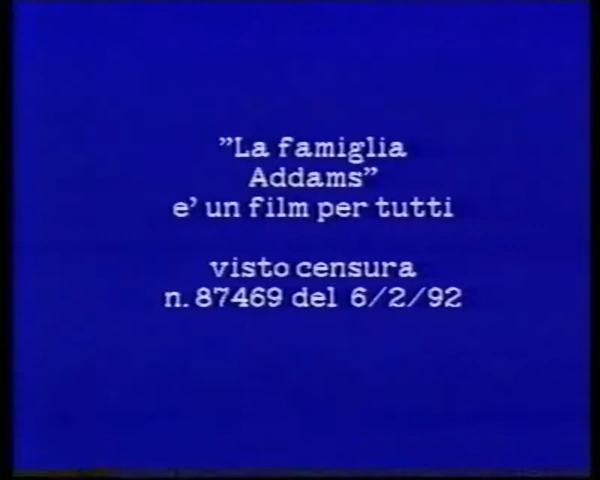 ”La famiglia
Addams”
e’ un film per tutti
visto censura
n. 87469 del 6/2/92